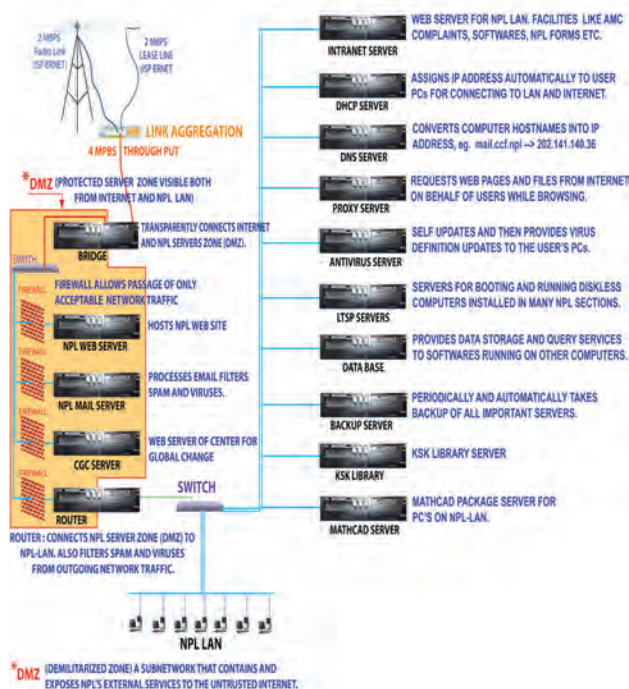 2 MBPS
Radio Link
(ISP ERNET)
2 MBPS
LEASE LINE
(ISP ERNET
LINK AGGREGATION
4 MPBS THROUGH PUT
*DMZ (PROTECTED SERVER ZONE VISIBLE BOTH
FROM INTERNET AND NPL LAN)
TRANSPARENTLY CONNECTS INTERNET
AND NPL SERVERS ZONE (DMZ).
BRIDGE
SWITCH
FIREWALL ALLOWS PASSAGE OF ONLY
ACCEPTABLE NETWORK TRAFFIC
FIREWALL
HOSTS NPL WEB SITE
NPL WEB SERVER
FIREWALL
PROCESSES EMAIL FILTERS
SPAM AND VIRUSES.
NPL MAIL SERVER
FIREWALL
WEB SERVER OF CENTER FOR
GLOBAL CHANGE
CGC SERVER
FIREWALL
ROUTER
SWITCH
ROUTER : CONNECTS NPL SERVER ZONE (DMZ) TO
NPL-LAN. ALSO FILTERS SPAM AND VIRUSES
FROM OUTGOING NETWORK TRAFFIC.
WEB SERVER FOR NPL LAN. FACILITIES LIKE AMC
COMPLAINTS, SOFTWARES, NPL FORMS ETC.
INTRANET SERVER
ASSIGNS IP ADDRESS AUTOMATICALLY TO USER
PCs FOR CONNECTING TO LAN AND INTERNET.
DHCP SERVER
CONVERTS COMPUTER HOSTNAMES INTO IP
ADDRESS, eg. mail.ccf.npl --> 202.141.140.36
DNS SERVER
REQUESTS WEB PAGES AND FILES FROM INTERNET
ON BEHALF OF USERS WHILE BROWSING.
PROXY SERVER
SELF UPDATES AND THEN PROVIDES VIRUS
DEFINITION UPDATES TO THE USER'S PCs.
ANTIVIRUS SERVER
SERVERS FOR BOOTING AND RUNNING DISKLESS
COMPUTERS INSTALLED IN MANY NPL SECTIONS.
LTSP SERVERS
PROVIDES DATA STORAGE AND QUERY SERVICES
TO SOFTWARES RUNNING ON OTHER COMPUTERS.
DATA BASE
PERIODICALLY AND AUTOMATICALLY TAKES
BACKUP OF ALL IMPORTANT SERVERS.
BACKUP SERVER
KSK LIBRARY SERVER
KSK LIBRARY
MATHCAD PACKAGE SERVER FOR
PC'S ON NPL-LAN.
MATHCAD SERVER
NPL LAN
*DMZ (DEMILITARIZED ZONE) A SUBNETWORK THAT CONTAINS AND
EXPOSES NPL'S EXTERNAL SERVICES TO THE UNTRUSTED INTERNET.